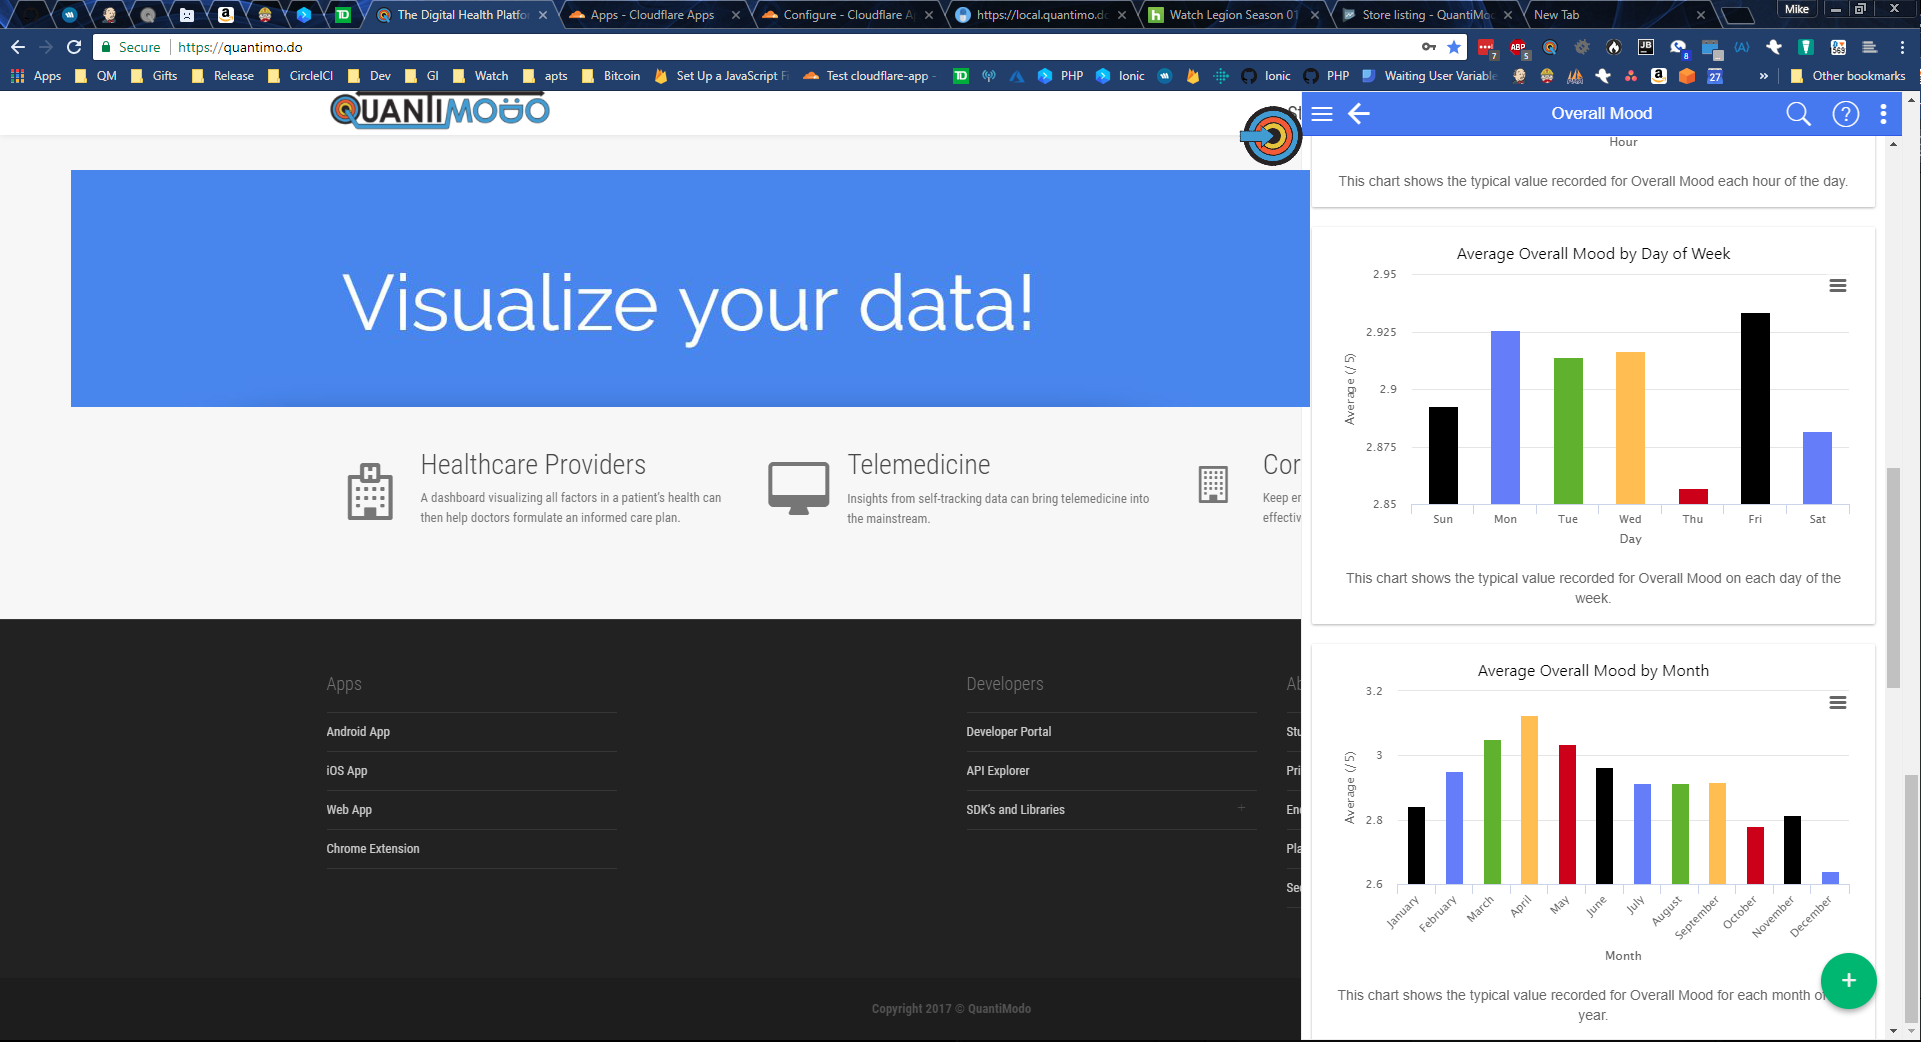 The Digital Health Platfo
Apps - Cloudflare Apps
Configure - Cloudflare A
https://local.quantimo.d
Watch Legion Season 01
Store listing - QuantiMo
New Tab
Mike
Secure
https://quantimo.do
Apps
QM
Gifts
Release
CircleCI
Dev
GI
Watch
apts
Bitcoin
Set Up a JavaScript F
Test cloudflare-app -
PHP
Ionic
Ionic
PHP
Waiting User Variable
Other bookmarks
QUANTIMODO
St
Overall Mood
Hour
This chart shows the typical value recorded for Overall Mood each hour of the day.
Visualize your data!
Healthcare Providers
A dashboard visualizing all factors in a patient's health can
then help doctors formulate an informed care plan.
Telemedicine
Insights from self-tracking data can bring telemedicine into
the mainstream.
Cor
Keep en
effectiv
Average Overall Mood by Day of Week
2.95
2.925
2.9
2.875
2.85
Average (/5)
Sun Mon Tue Wed Thu Fri Sat
Day
This chart shows the typical value recorded for Overall Mood on each day of the
week.
Average Overall Mood by Month
3.2
3
2.8
2.6
Average (/5)
January February March April May June July August September October November December
Month
This chart shows the typical value recorded for Overall Mood for each month o
year.
Apps
Android App
iOS App
Web App
Chrome Extension
Developers
Developer Portal
API Explorer
SDK's and Libraries
Ab
Stu
Pri
End
Pla
Sec
Copyright 2017 © QuantiModo